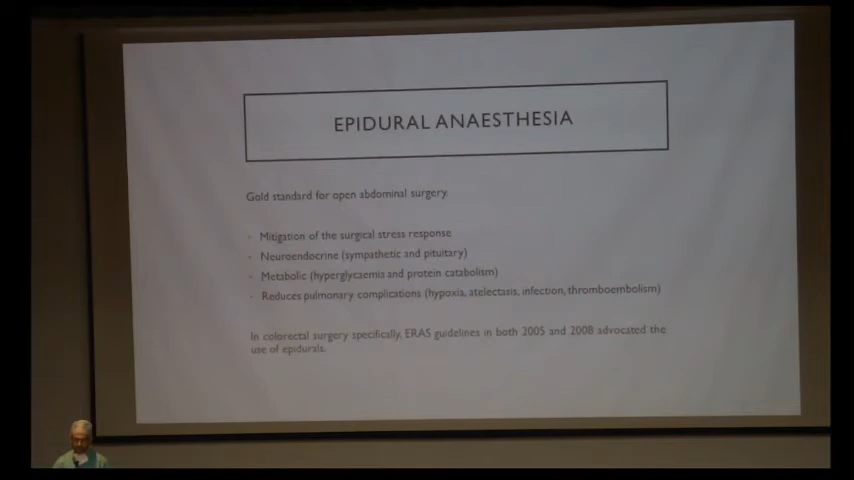 EPIDURAL ANAESTHESIA
Gold standard for open abdominal surgery.
· Mitigation of the surgical stress response
· Neuroendocrine (sympathetic and pituitary)
· Metabolic (hyperglycaemia and protein catabolism)
· Reduces pulmonary complications (hypoxia, atelectasis, infection, thromboembolism)
In colorectal surgery specifically, ERAS guidelines in both 2005 and 2008 advocated the
use of epidurals.